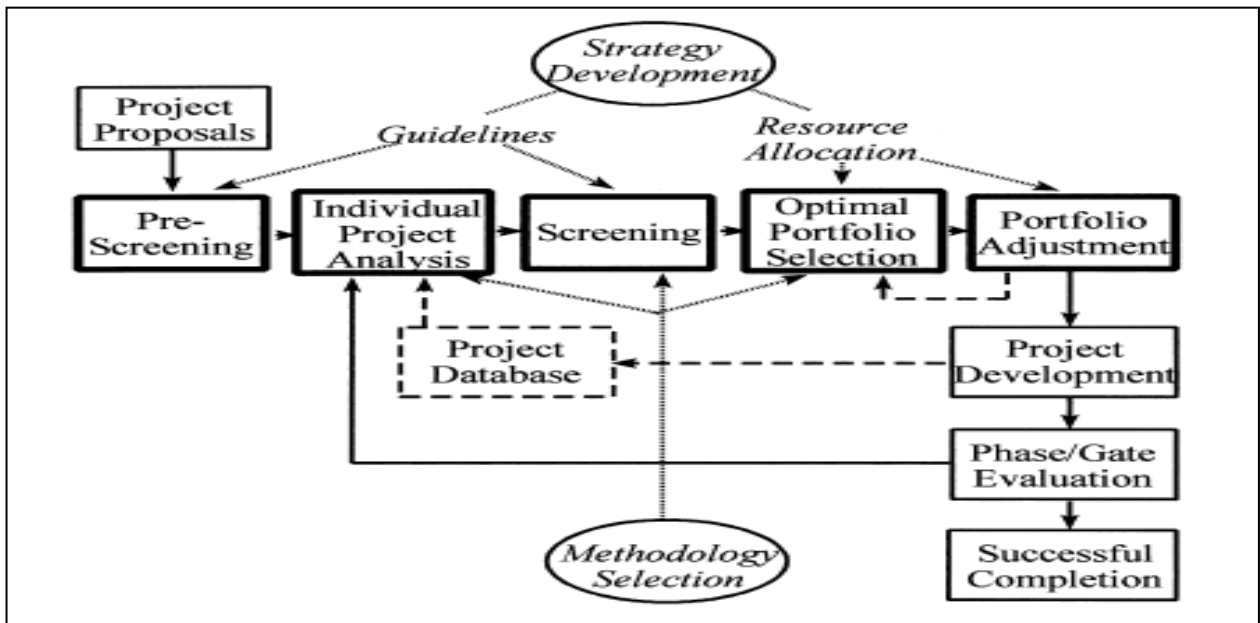 Strategy
Development
Project
Proposals
Guidelines
Resource
Allocation
Pre-
Screening
Individual
Project
Analysis
Screening
Optimal
Portfolio
Selection
Portfolio
Adjustment
Project
Database
Project
Development
Phase/Gate
Evaluation
Methodology
Selection
Successful
Completion